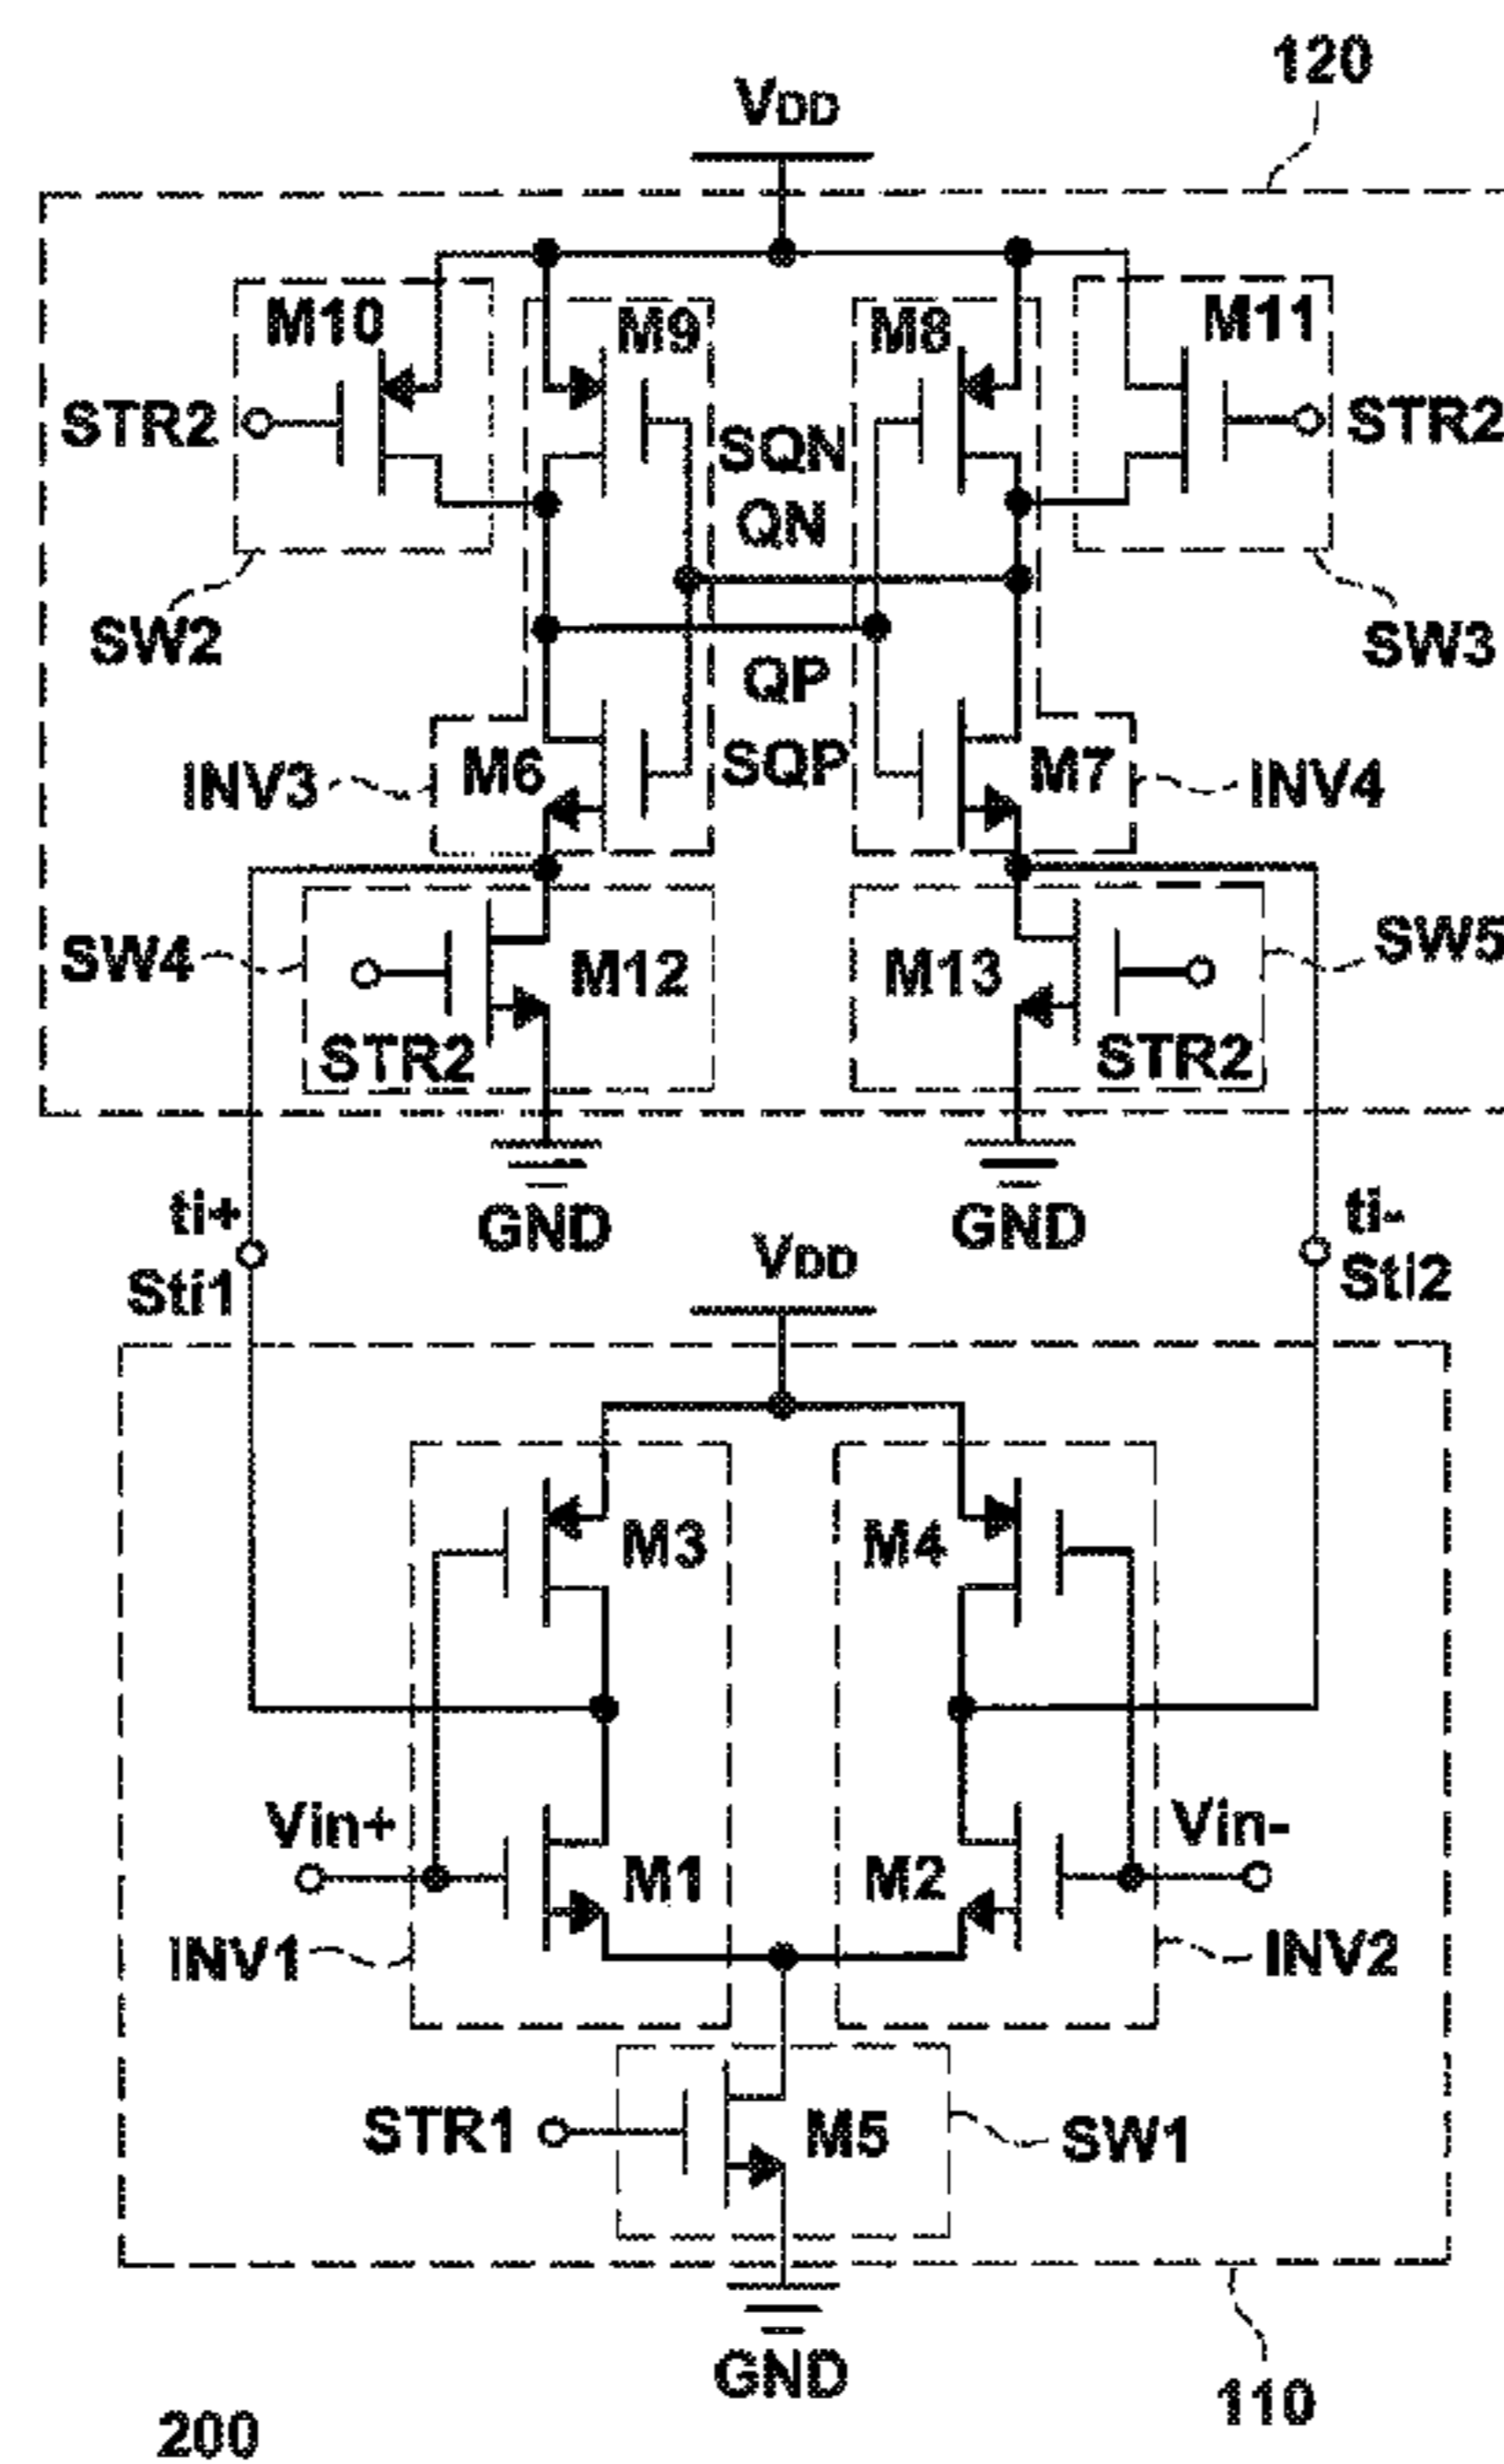 120
VDD
M10
M9
M8
M11
STR2
SQN
STR2
QN
SW2
SW3
QP
INV3
M6
SQP
M7
INV4
SW4
M12
M13
SW5
STR2
STR2
ti+
GND
GND
ti-
Sti1
VDD
Sti2
M3
M4
Vin+
Vin-
M1
M2
INV1
INV2
STR1
M5
SW1
GND
110
200